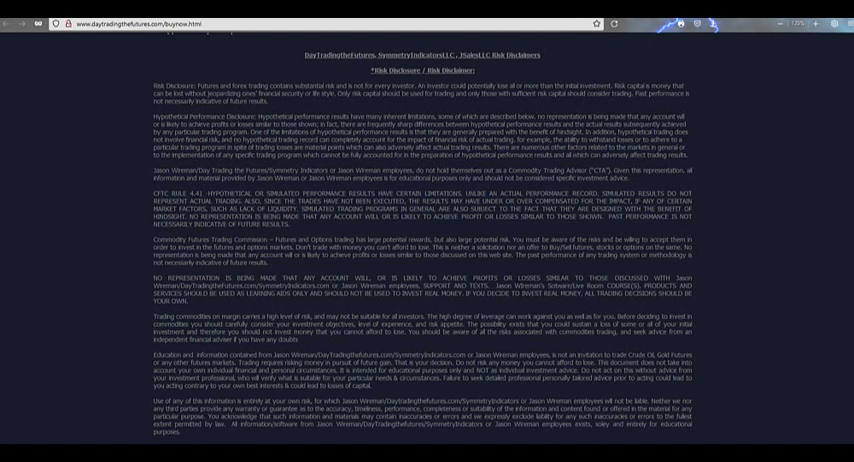 www.daytradingthefutures.com/buynow.html
133%
DayTradingtheFutures, SymmetryIndicatorsLLC, JSalesLLC Risk Disclaimers
*Risk Disclosure / Risk Disclaimer:
Risk Disclosure: Futures and forex trading contains substantial risk and is not for every investor. An investor could potentially lose all or more than the initial investment. Risk capital is money that
can be lost without jeopardizing ones' financial security or life style. Only risk capital should be used for trading and only those with sufficient risk capital should consider trading. Past performance is
not necessarily indicative of future results.
Hypothetical Performance Disclosure: Hypothetical performance results have many inherent limitations, some of which are described below. no representation is being made that any account will
or is likely to achieve profits or losses similar to those shown; in fact, there are frequently sharp differences between hypothetical performance results and the actual results subsequently achieved
by any particular trading program. One of the limitations of hypothetical performance results is that they are generally prepared with the benefit of hindsight. In addition, hypothetical trading does
not involve financial risk, and no hypothetical trading record can completely account for the impact of financial risk of actual trading. for example, the ability to withstand losses or to adhere to a
particular trading program in spite of trading losses are material points which can also adversely affect actual trading results. There are numerous other factors related to the markets in general or
to the implementation of any specific trading program which cannot be fully accounted for in the preparation of hypothetical performance results and all which can adversely affect trading results.
Jason Wireman/Day Trading the Futures/Symmetry Indicators or Jason Wireman employees, do not hold themselves out as a Commodity Trading Advisor ("CTA"). Given this representation, all
information and material provided by Jason Wireman or Jason Wireman employees is for educational purposes only and should not be considered specific investment advice.
CFTC RULE 4.41 -HYPOTHETICAL OR SIMULATED PERFORMANCE RESULTS HAVE CERTAIN LIMITATIONS. UNLIKE AN ACTUAL PERFORMANCE RECORD, SIMULATED RESULTS DO NOT
REPRESENT ACTUAL TRADING. ALSO, SINCE THE TRADES HAVE NOT BEEN EXECUTED, THE RESULTS MAY HAVE UNDER OR OVER COMPENSATED FOR THE IMPACT, IF ANY OF CERTAIN
MARKET FACTORS, SUCH AS LACK OF LIQUIDITY. SIMULATED TRADING PROGRAMS IN GENERAL ARE ALSO SUBJECT TO THE FACT THAT THEY ARE DESIGNED WITH THE BENEFIT OF
HINDSIGHT. NO REPRESENTATION IS BEING MADE THAT ANY ACCOUNT WILL OR IS LIKELY TO ACHIEVE PROFIT OR LOSSES SIMILAR TO THOSE SHOWN. PAST PERFORMANCE IS NOT
NECESSARILY INDICATIVE OF FUTURE RESULTS.
Commodity Futures Trading Commission – Futures and Options trading has large potential rewards, but also large potential risk. You must be aware of the risks and be willing to accept them in
order to invest in the futures and options markets. Don't trade with money you can't afford to lose. This is neither a solicitation nor an offer to Buy/Sell futures, stocks or options on the same. No
representation is being made that any account will or is likely to achieve profits or losses similar to those discussed on this web site. The past performance of any trading system or methodology is
not necessarily indicative of future results.
NO REPRESENTATION IS BEING MADE THAT ANY ACCOUNT WILL, OR IS LIKELY TO ACHIEVE PROFITS OR LOSSES SIMILAR TO THOSE DISCUSSED WITH Jason
Wireman/DayTradingthefutures.com/SymmetryIndicators.com or Jason Wireman employees, SUPPORT AND TEXTS. Jason Wireman's Sotware/Live Room COURSE(S), PRODUCTS AND
SERVICES SHOULD BE USED AS LEARNING AIDS ONLY AND SHOULD NOT BE USED TO INVEST REAL MONEY. IF YOU DECIDE TO INVEST REAL MONEY, ALL TRADING DECISIONS SHOULD BE
YOUR OWN.
Trading commodities on margin carries a high level of risk, and may not be suitable for all investors. The high degree of leverage can work against you as well as for you. Before deciding to invest in
commodities you should carefully consider your investment objectives, level of experience, and risk appetite. The possibility exists that you could sustain a loss of some or all of your initial
investment and therefore you should not invest money that you cannot afford to lose. You should be aware of all the risks associated with commodities trading, and seek advice from an
independent financial adviser if you have any doubts
Education and information contained from Jason Wireman/DayTradingthefutures.com/SymmetryIndicators.com or Jason Wireman employees, is not an invitation to trade Crude Oil, Gold Futures
or any other futures markets. Trading requires risking money in pursuit of future gain. That is your decision. Do not risk any money you cannot afford to lose. This document does not take into
account your own individual financial and personal circumstances. It is intended for educational purposes only and NOT as individual investment advice. Do not act on this without advice from
your investment professional, who will verify what is suitable for your particular needs & circumstances. Failure to seek detailed professional personally tailored advice prior to acting could lead to
you acting contrary to your own best interests & could lead to losses of capital.
Use of any of this information is entirely at your own risk, for which Jason Wireman/Daytradingthefutures.com/SymmetryIndicators or Jason Wireman employees will not be liable. Neither we nor
any third parties provide any warranty or guarantee as to the accuracy, timeliness, performance, completeness or suitability of the information and content found or offered in the material for any
particular purpose. You acknowledge that such information and materials may contain inaccuracies or errors and we expressly exclude liability for any such inaccuracies or errors to the fullest
extent permitted by law. All information/software from Jason Wireman/DayTradingthefuture/SymmetryIndicators or Jason Wireman employees exists, soley and entirely for educational
purposes.